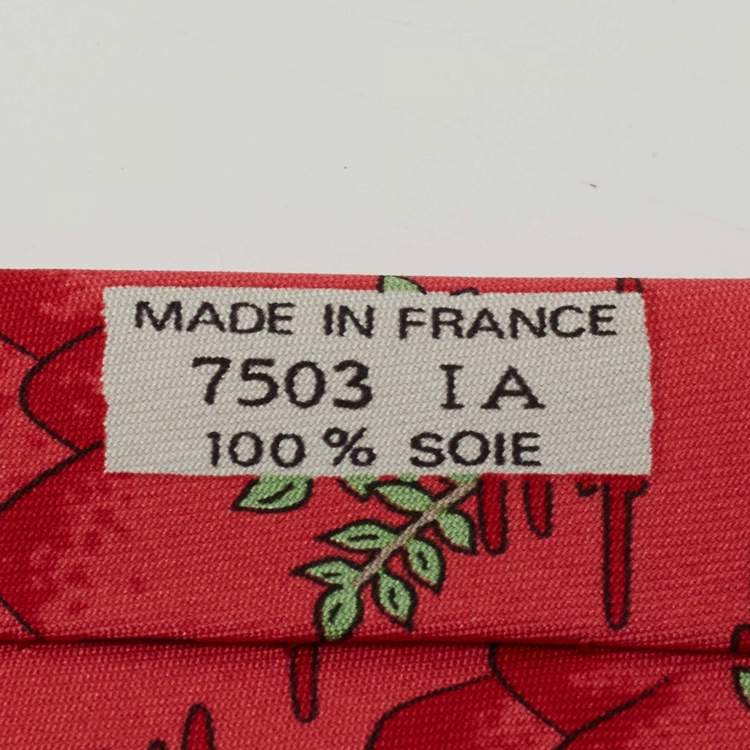 MADE IN FRANCE
7503 IA
100% SOIE